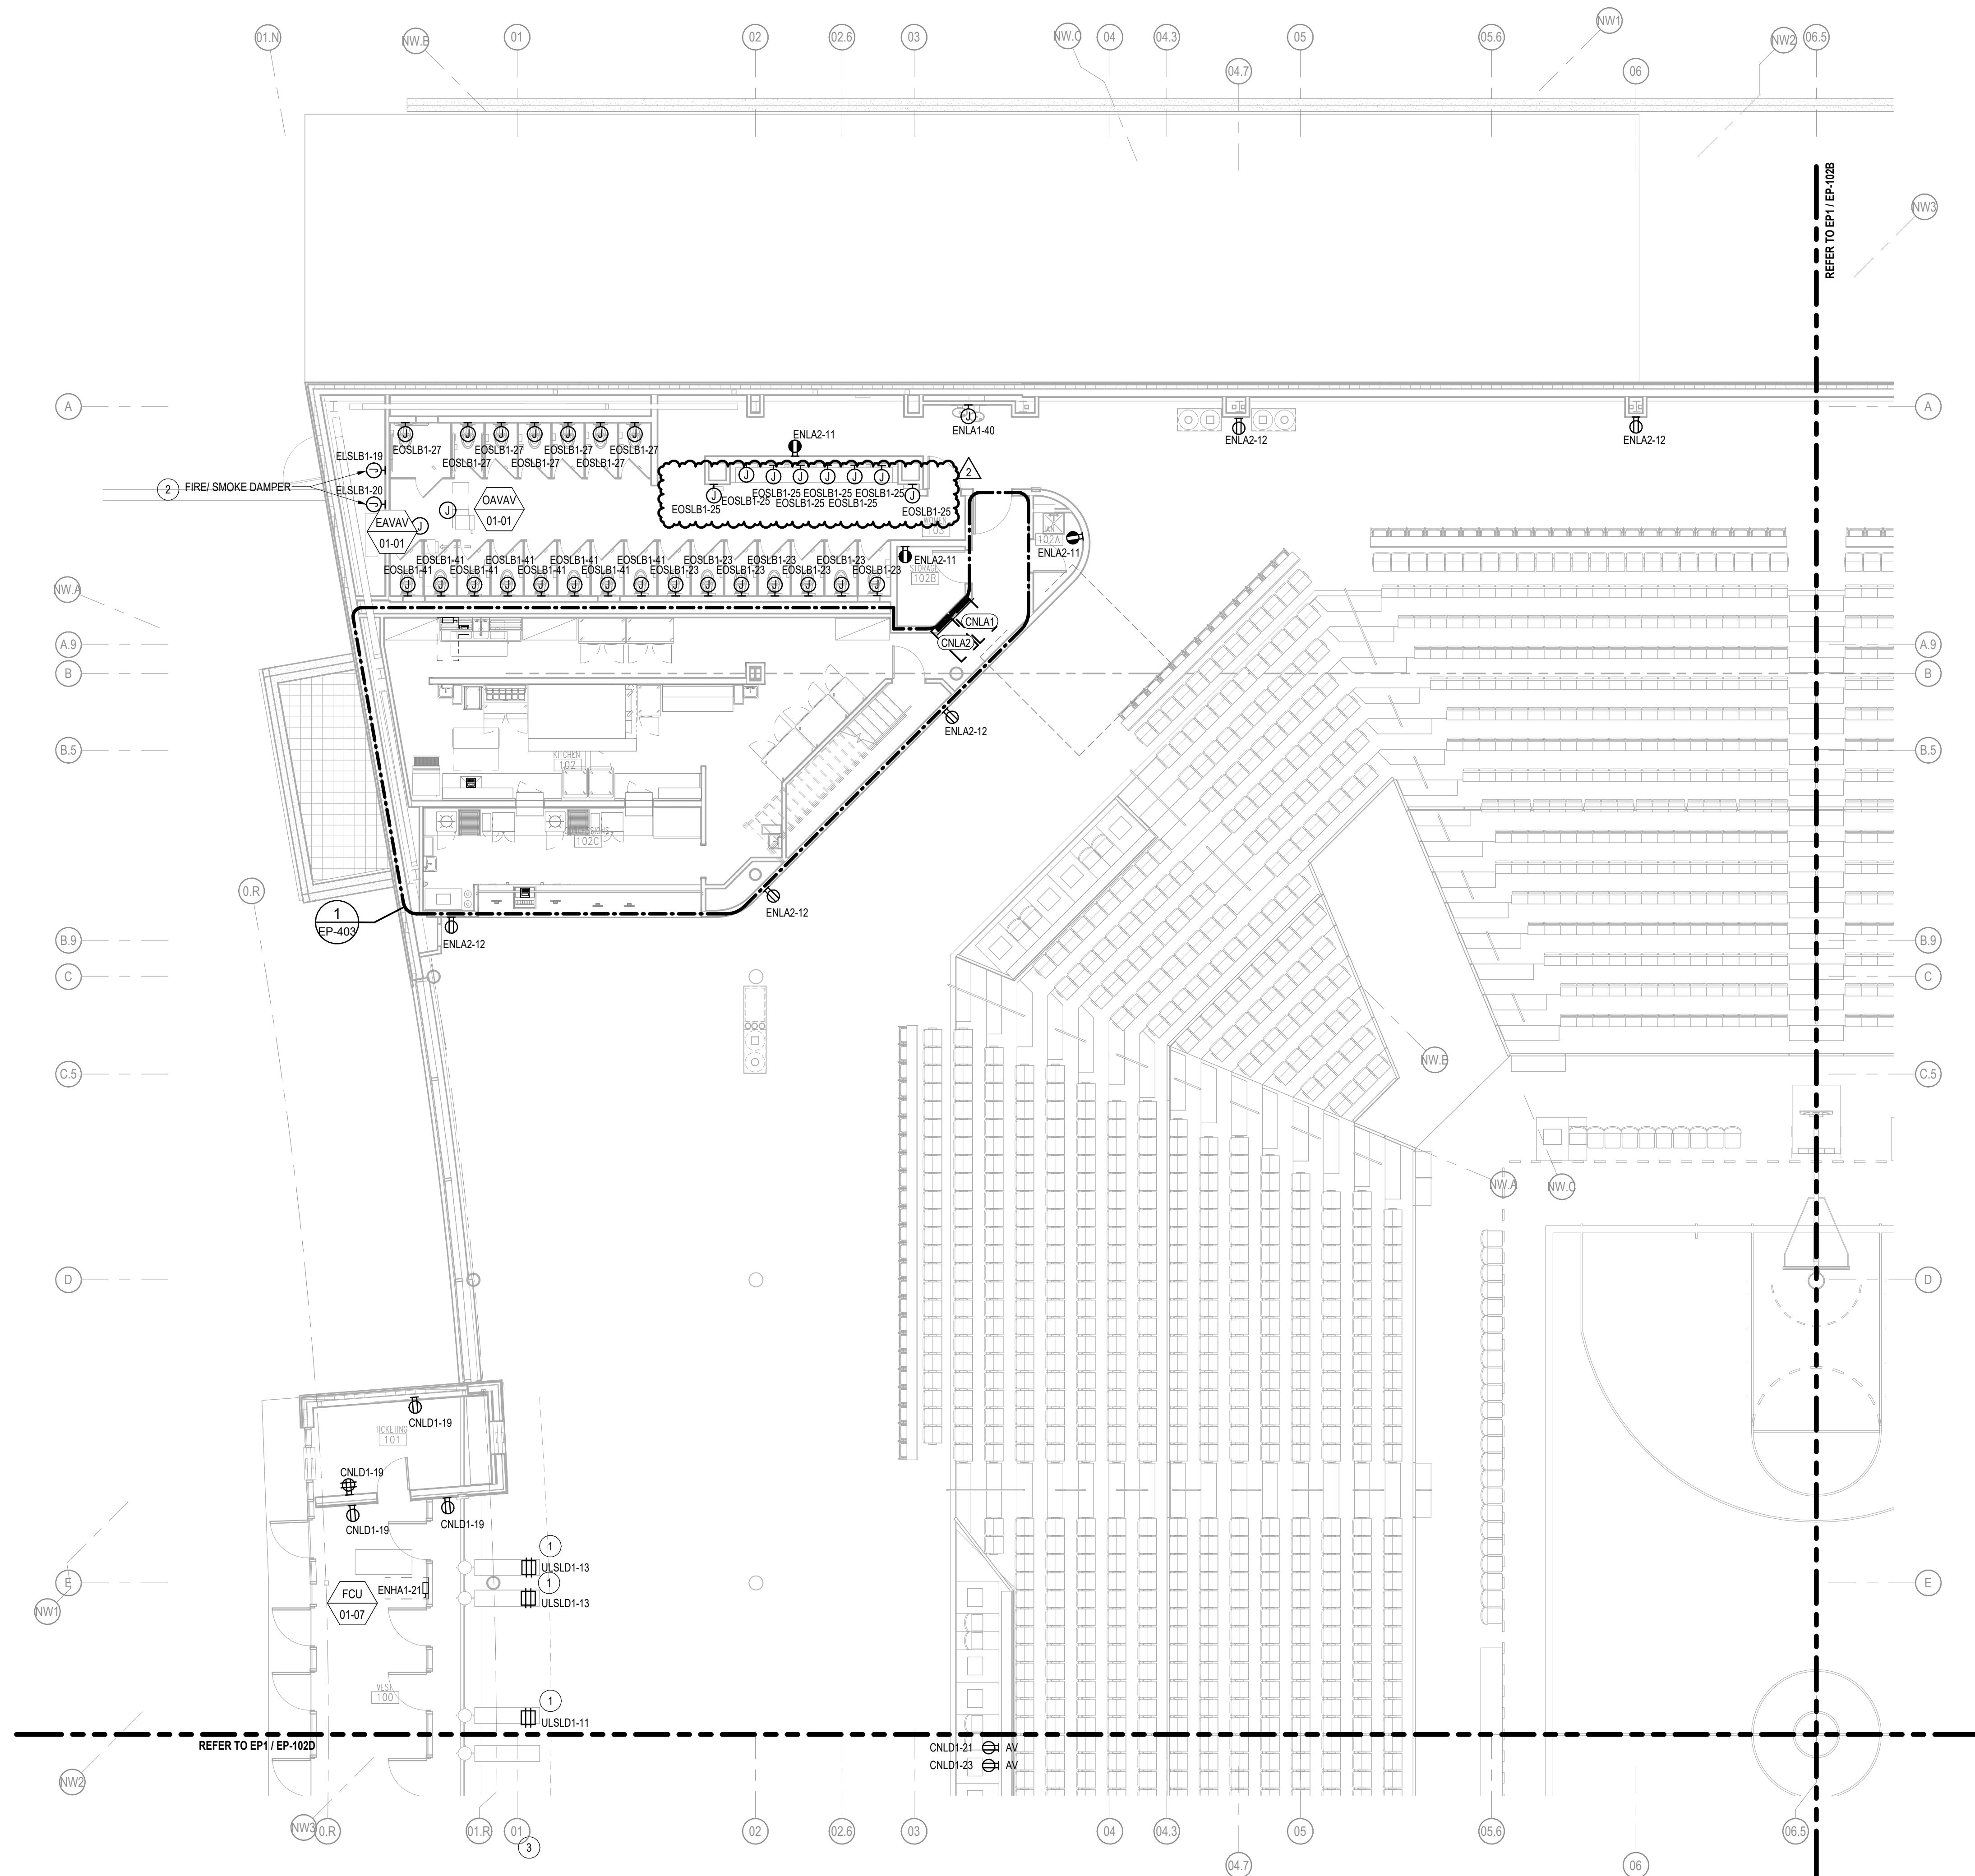 01.N
NW.E
01
02
02.6
03
NW.C
04
04.3
04.7
05
05.6
NW1
06
NW2
06.5
REFER TO EP1 / EP-102B
NW3
A
A
ENLA1-40
ENLA2-11
ENLA2-12
ENLA2-12
J J J J J J J
EOSLB1-27 EOSLB1-27 EOSLB1-27 EOSLB1-27
EOSLB1-27 EOSLB1-27 EOSLB1-27
ELSLB1-19
2 FIRE/ SMOKE DAMPER
ELSLB1-20
OAVAV
01-01
J
EAVAV
01-01
J
2
J J J J J J
J J
EOSLB1-25 EOSLB1-25 EOSLB1-25
EOSLB1-25 EOSLB1-25 EOSLB1-25
EOSLB1-25 EOSLB1-25
103
JAN
102A
ENLA2-11
ENLA2-11
STORAGE
102B
EOSLB1-41 EOSLB1-41 EOSLB1-41 EOSLB1-41 EOSLB1-23 EOSLB1-23 EOSLB1-23
EOSLB1-41 EOSLB1-41 EOSLB1-41 EOSLB1-41 EOSLB1-23 EOSLB1-23 EOSLB1-23 EOSLB1-23
J J J J J J J J J J J J J J J
NW.A
CNLA1
CNLA2
A.9
A.9
B
B
ENLA2-12
B.5
B.5
KITCHEN
102
102C
0.R
1
EP-403
ENLA2-12
ENLA2-12
B.9
B.9
C
C
NW.E
C.5
C.5
NW.A
NW.C
D
D
CNLD1-19
TICKETING
101
CNLD1-19
CNLD1-19
CNLD1-19
1
ULSLD1-13
1
ULSLD1-13
E
E
NW1
FCU
01-07
ENHA1-21
VEST.
100
1
ULSLD1-11
REFER TO EP1 / EP-102D
CNLD1-21 AV
CNLD1-23 AV
NW2
NW3
0.R
01.R
01
3
02
02.6
03
04
04.3
04.7
05
05.6
06
06.5